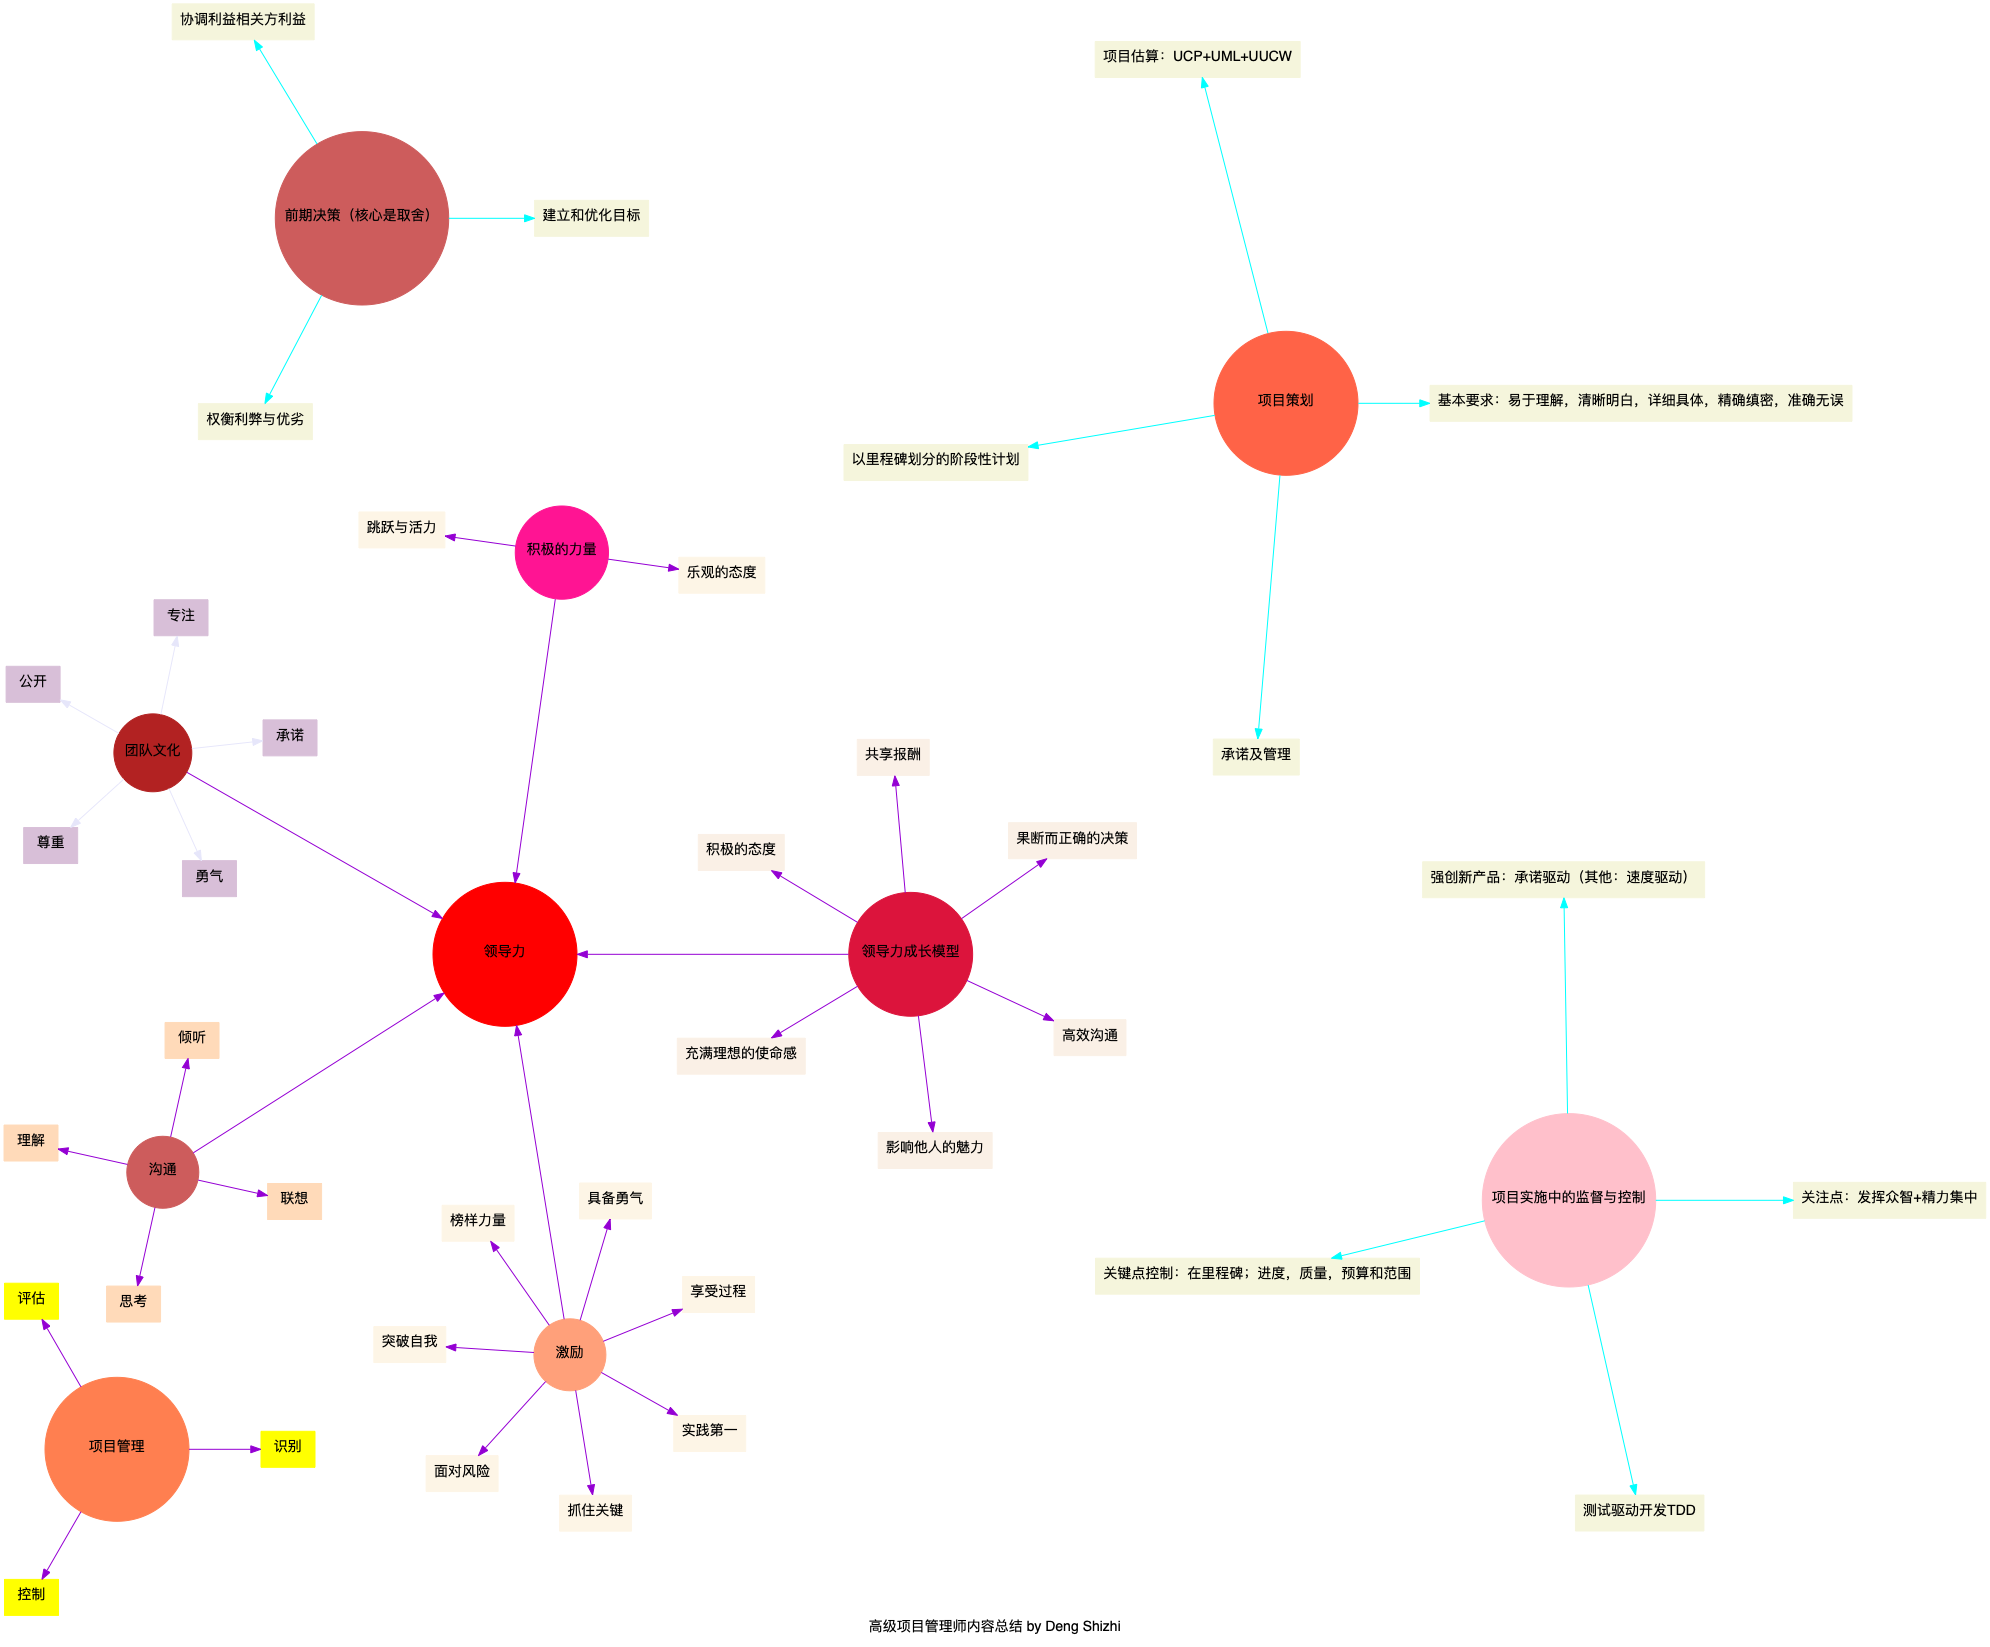 协调利益相关方利益
前期决策（核心是取舍）
建立和优化目标
权衡利弊与优劣
项目估算：UCP+UML+UUCW
项目策划
基本要求：易于理解，清晰明白，详细具体，精确缜密，准确无误
以里程碑划分的阶段性计划
承诺及管理
跳跃与活力
积极的力量
乐观的态度
专注
公开
承诺
团队文化
尊重
勇气
领导力
共享报酬
果断而正确的决策
积极的态度
领导力成长模型
充满理想的使命感
高效沟通
影响他人的魅力
强创新产品：承诺驱动（其他：速度驱动）
项目实施中的监督与控制
关注点：发挥众智+精力集中
关键点控制：在里程碑；进度，质量，预算和范围
测试驱动开发TDD
倾听
理解
沟通
联想
思考
具备勇气
榜样力量
享受过程
突破自我
激励
实践第一
面对风险
抓住关键
评估
项目管理
识别
控制
高级项目管理师内容总结 by Deng Shizhi